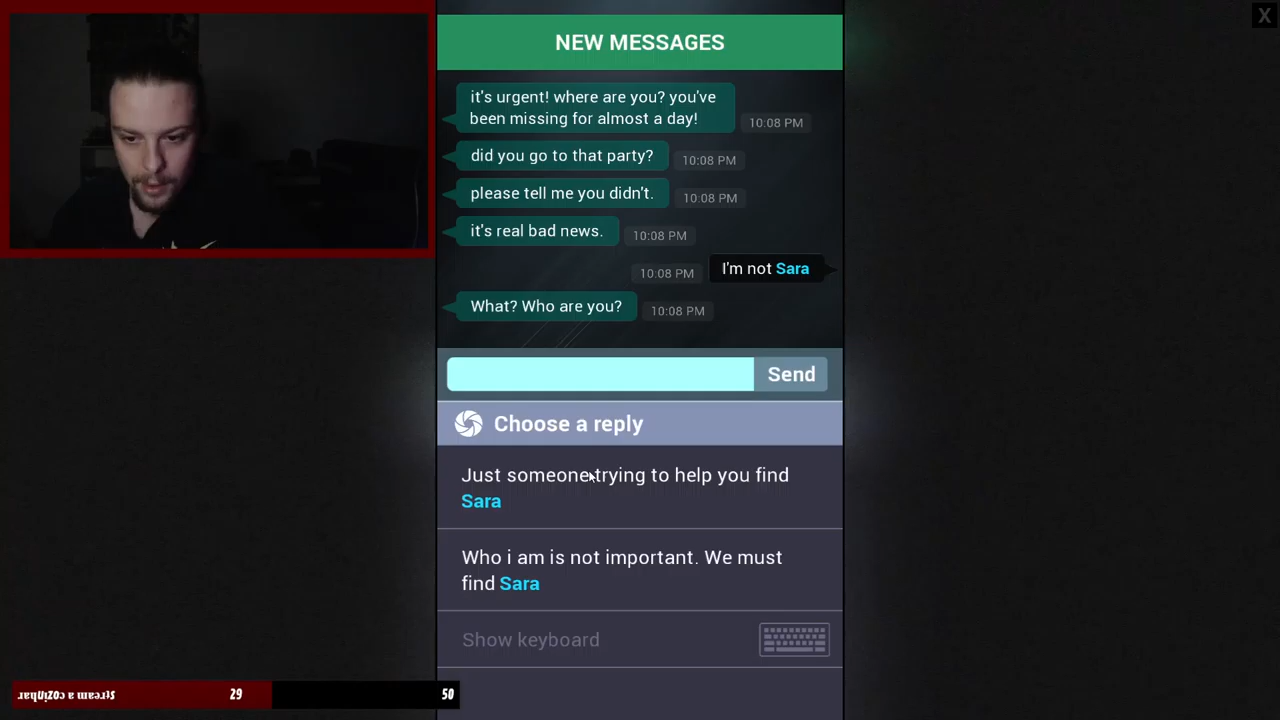 X
NEW MESSAGES
it's urgent! where are you? you've
been missing for almost a day!
10:08 PM
did you go to that party?
10:08 PM
please tell me you didn't.
10:08 PM
it's real bad news.
10:08 PM
I'm not Sara
10:08 PM
What? Who are you?
10:08 PM
Send
Choose a reply
Just someone trying to help you find
Sara
Who i am is not important. We must
find Sara
Show keyboard
29
50